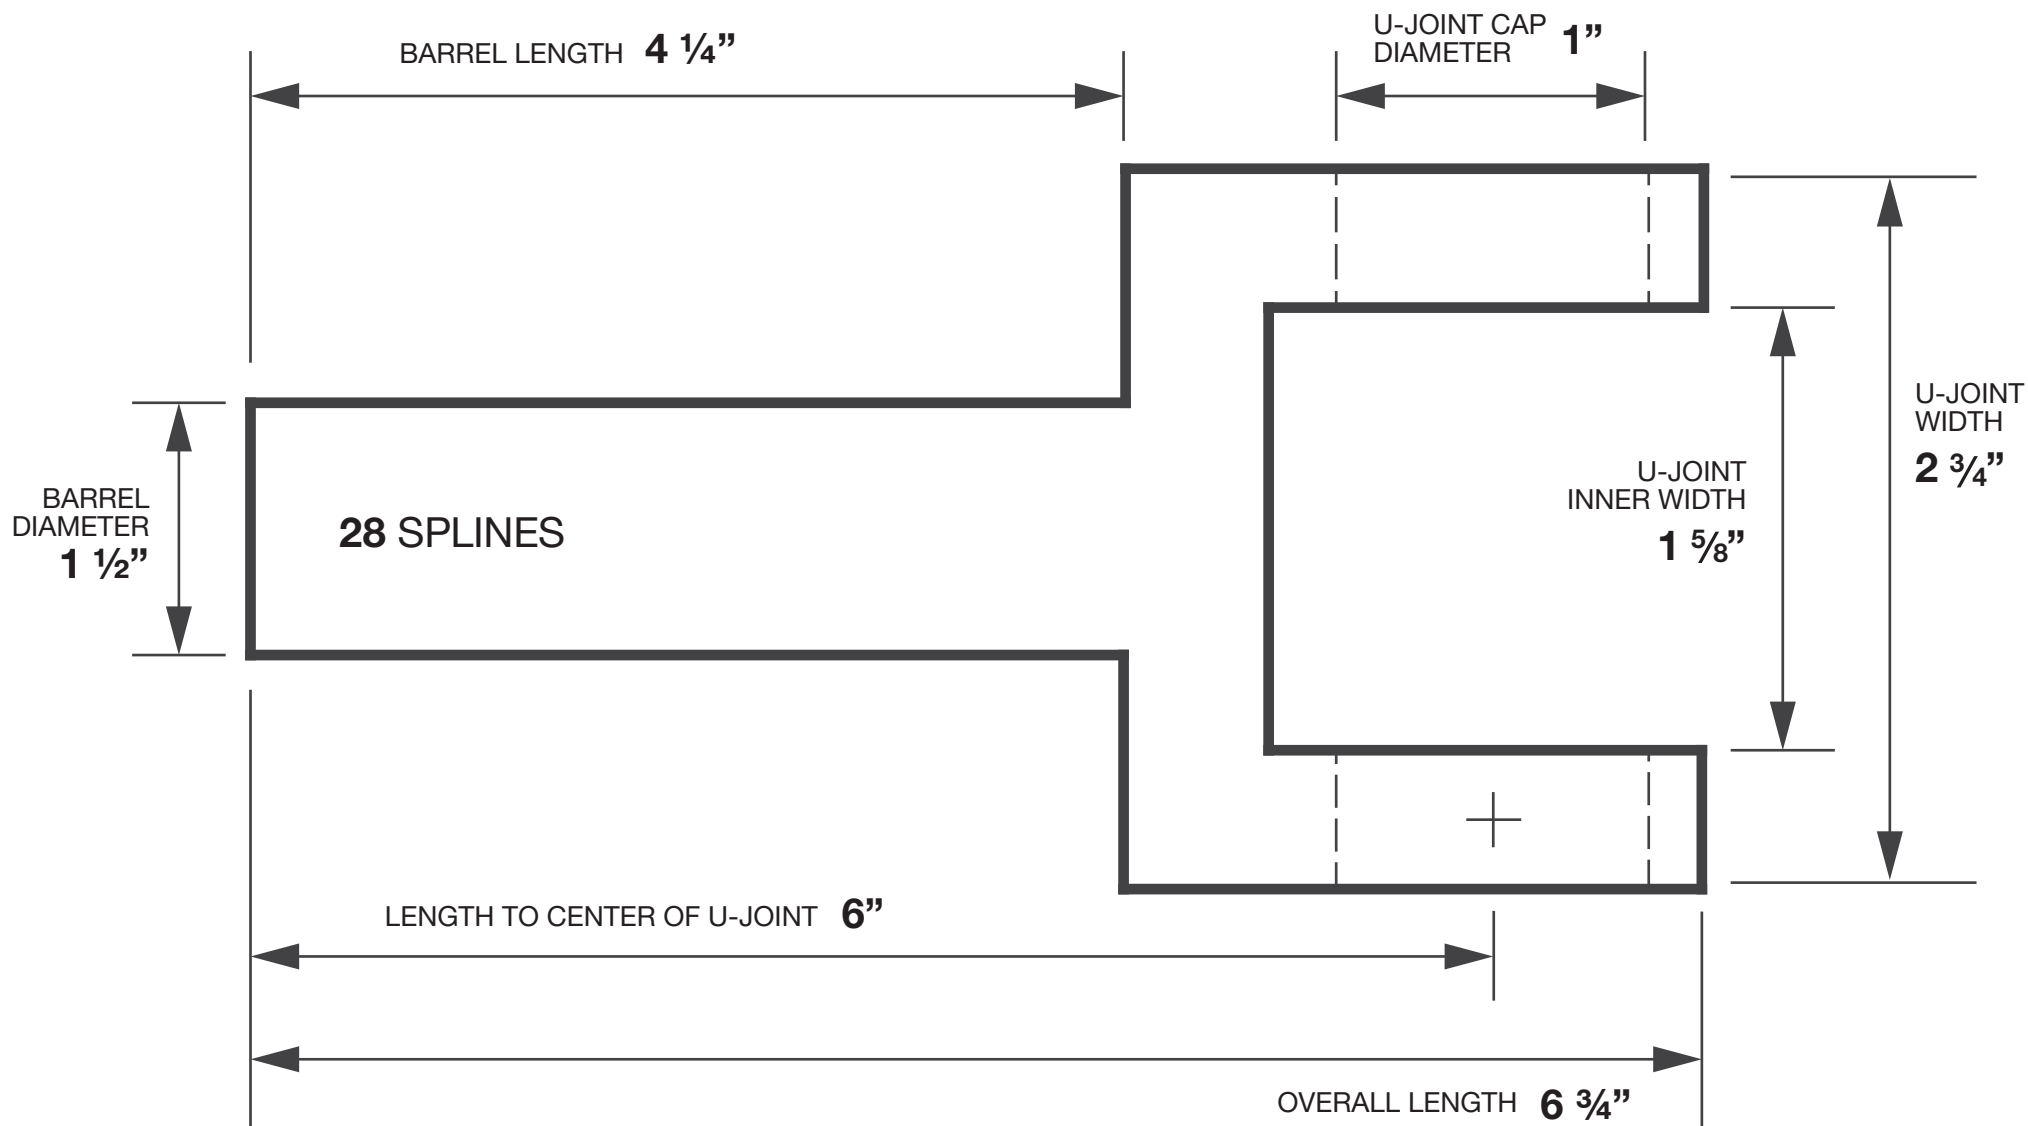 BARREL LENGTH 4 ¼”
U-JOINT CAP
DIAMETER 1”
BARREL
DIAMETER
1 ½”
28 SPLINES
U-JOINT
INNER WIDTH
1 ⅝”
U-JOINT
WIDTH
2 ¾”
LENGTH TO CENTER OF U-JOINT 6”
OVERALL LENGTH 6 ¾”